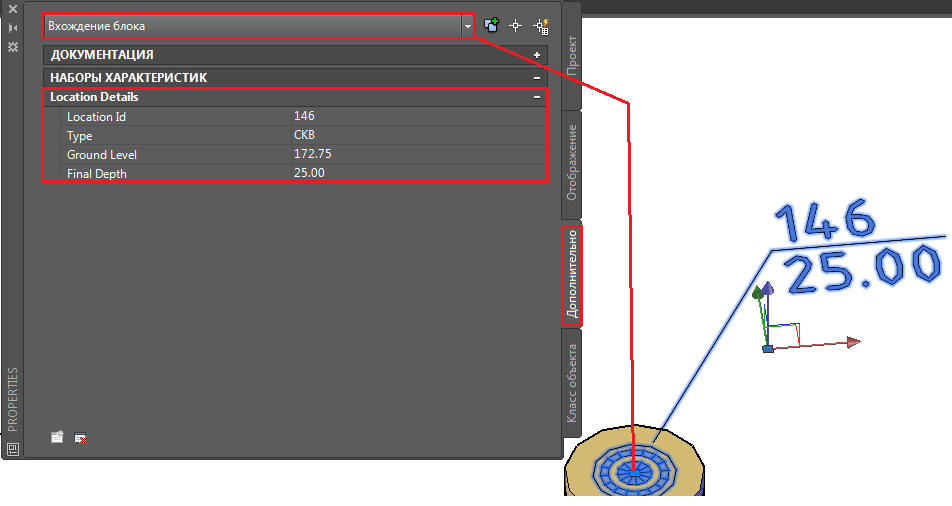 Вхождение блока
ДОКУМЕНТАЦИЯ
+
НАБОРЫ ХАРАКТЕРИСТИК
−
Location Details
−
Location Id 146
Type СКВ
Ground Level 172.75
Final Depth 25.00
Проект
Отображение
Дополнительно
Класс объекта
PROPERTIES
146
25.00